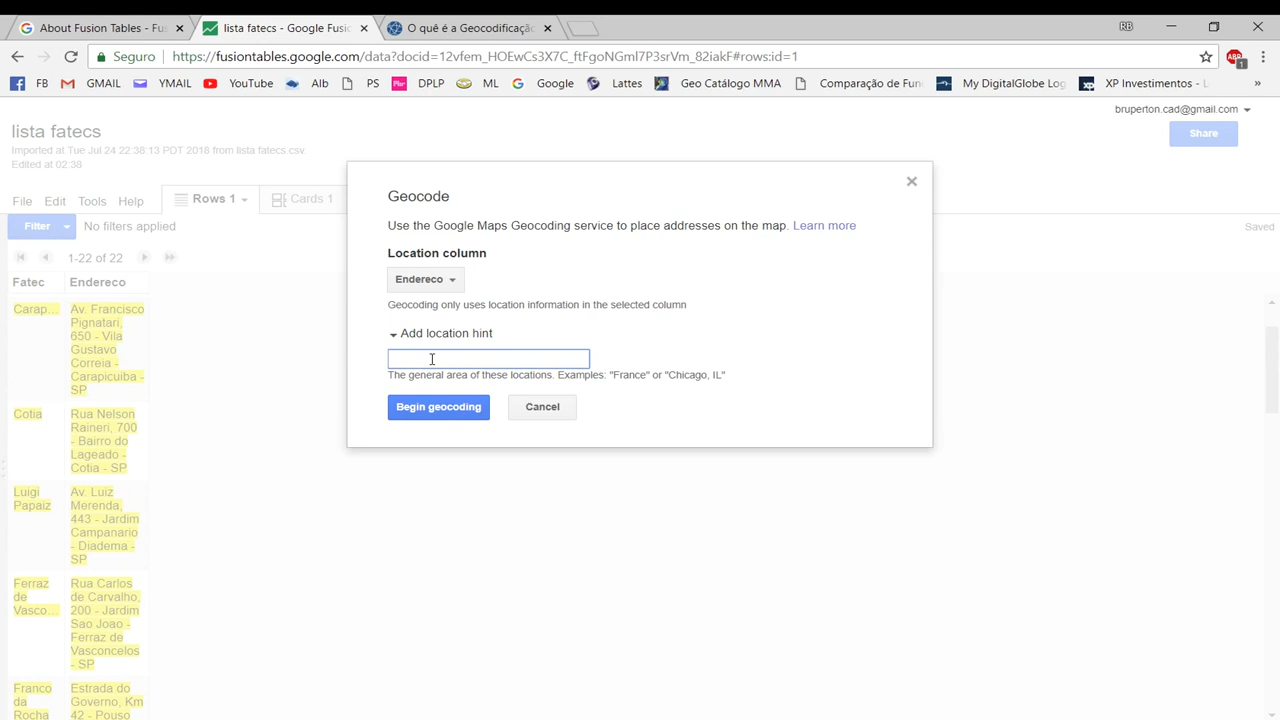 About Fusion Tables - Fus
lista fatecs - Google Fusio
O quê é a Geocodificação
RB
Seguro
https://fusiontables.google.com/data?docid=12vfem_HOEwCs3X7C_ftFgoNGmI7P3srVm_82iakF#rows:id=1
ABP
1
FB
GMAIL
YMAIL
YouTube
Alb
PS
DPLP
ML
Google
Lattes
Geo Catálogo MMA
Comparação de Fun
My DigitalGlobe Log
XP Investimentos - L
»
bruperton.cad@gmail.com
lista fatecs
Imported at Tue Jul 24 22:38:13 PDT 2018 from lista fatecs.csv.
Edited at 02:38
Share
File Edit Tools Help
Rows 1
Cards 1
Filter
No filters applied
Saved
1-22 of 22
Fatec
Endereco
Carap...
Av. Francisco
Pignatari,
650 - Vila
Gustavo
Correia -
Carapicuiba -
SP
Cotia
Rua Nelson
Raineri, 700
- Bairro do
Lageado -
Cotia - SP
Luigi
Papaiz
Av. Luiz
Merenda,
443 - Jardim
Campanario
- Diadema -
SP
Ferraz
de
Vasco...
Rua Carlos
de Carvalho,
200 - Jardim
Sao Joao -
Ferraz de
Vasconcelos
- SP
Franco
da
Rocha
Estrada do
Governo, Km
42 - Pouso
Geocode
Use the Google Maps Geocoding service to place addresses on the map. Learn more
Location column
Endereco
Geocoding only uses location information in the selected column
Add location hint
The general area of these locations. Examples: "France" or "Chicago, IL"
Begin geocoding
Cancel